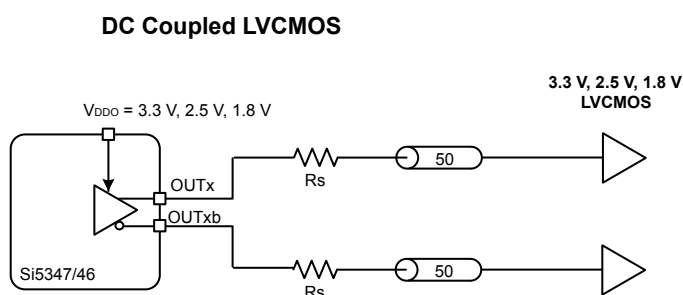 DC Coupled LVCMOS
3.3 V, 2.5 V, 1.8 V
LVCMOS
VDDO = 3.3 V, 2.5 V, 1.8 V
OUTx
Rs
50
OUTxb
Si5347/46
Rs
50